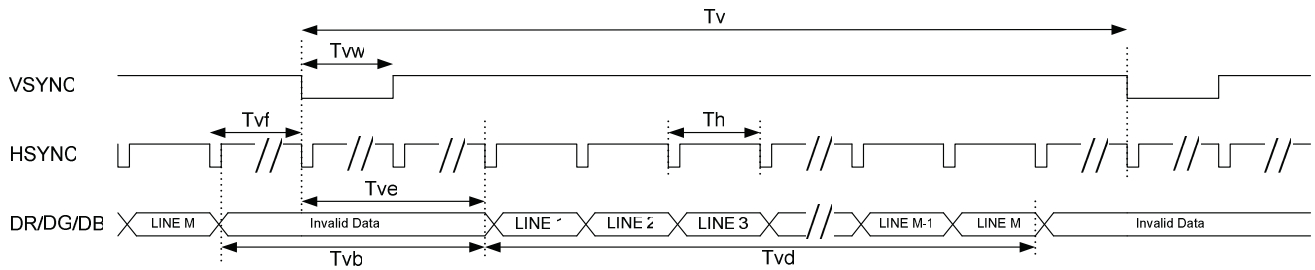 Tv
Tvw
VSYNC
Tvf
Th
HSYNC
Tve
DR/DG/DB
LINE M
Invalid Data
LINE 1
LINE 2
LINE 3
LINE M-1
LINE M
Invalid Data
Tvb
Tvd